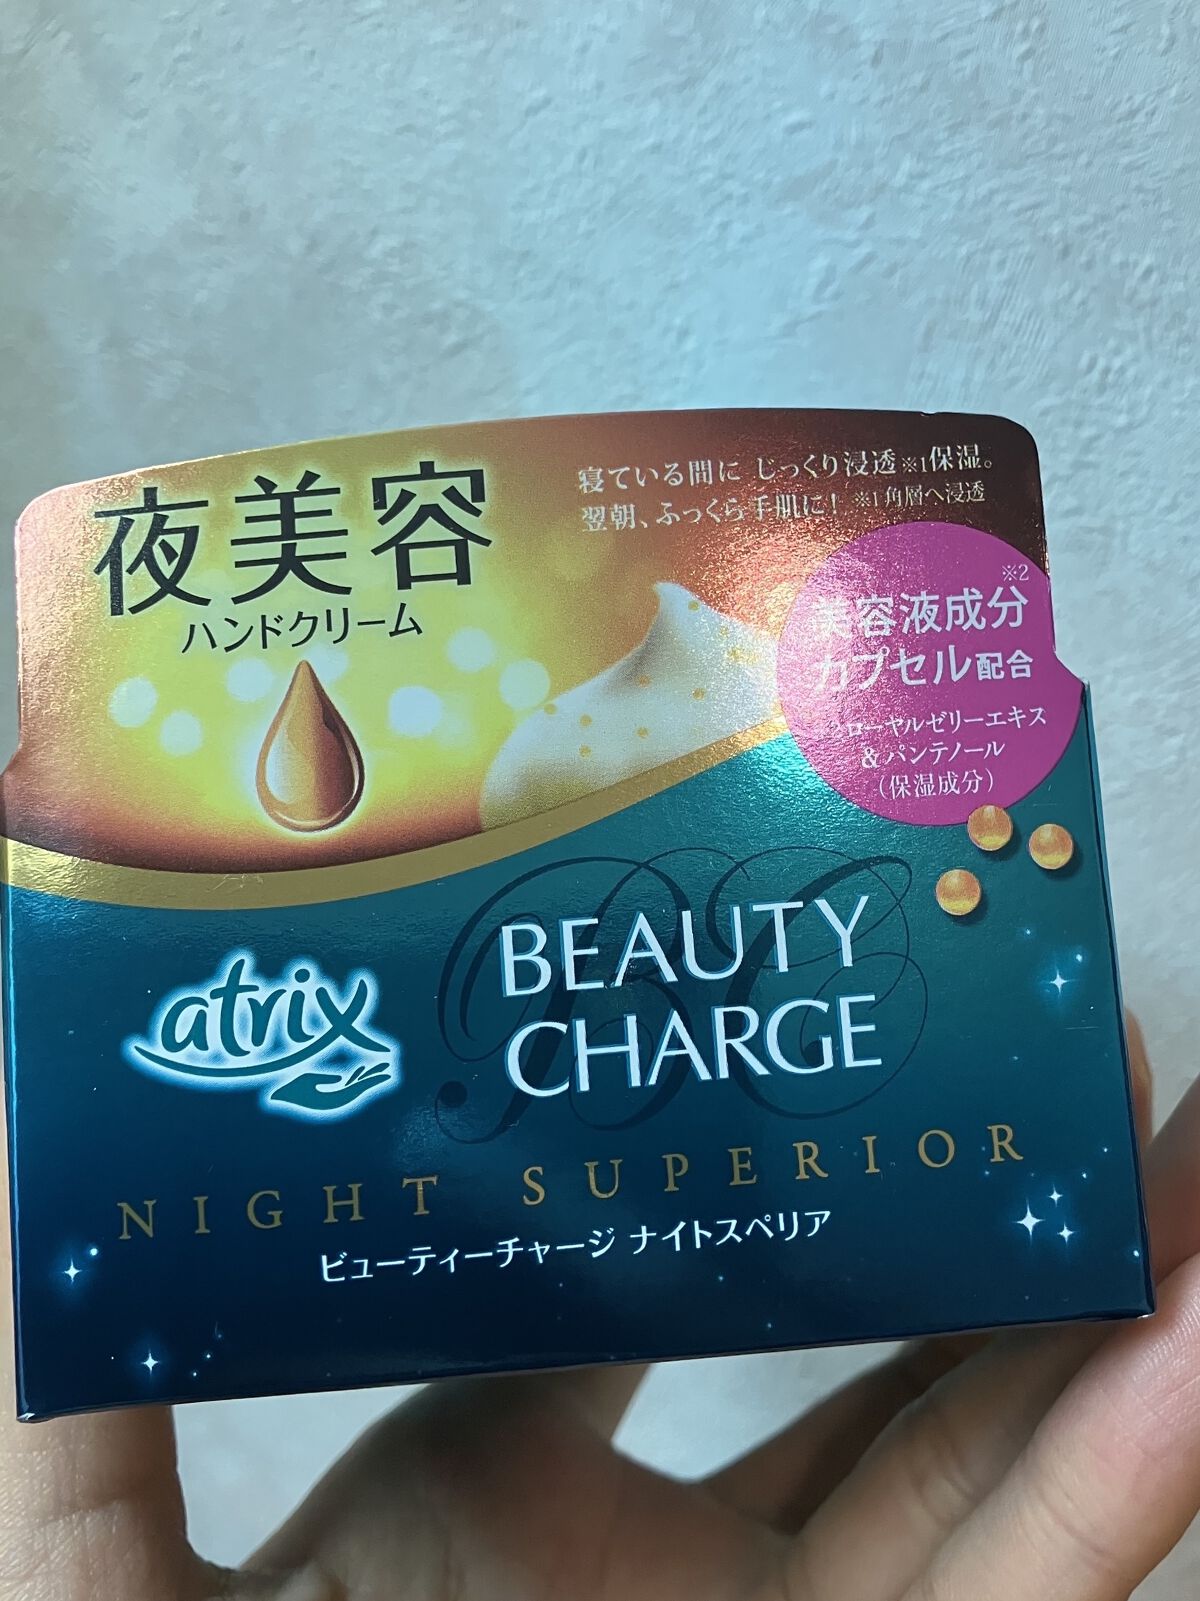 夜美容
ハンドクリーム
寝ている間に じっくり浸透※1保湿。
翌朝、ふっくら手肌に! ※1 角層へ浸透
※2
美容液成分
カプセル配合
ローヤルゼリーエキス
&パンテノール
(保湿成分)
atrix
BEAUTY
CHARGE
NIGHT SUPERIOR
ビューティーチャージ ナイトスペリア